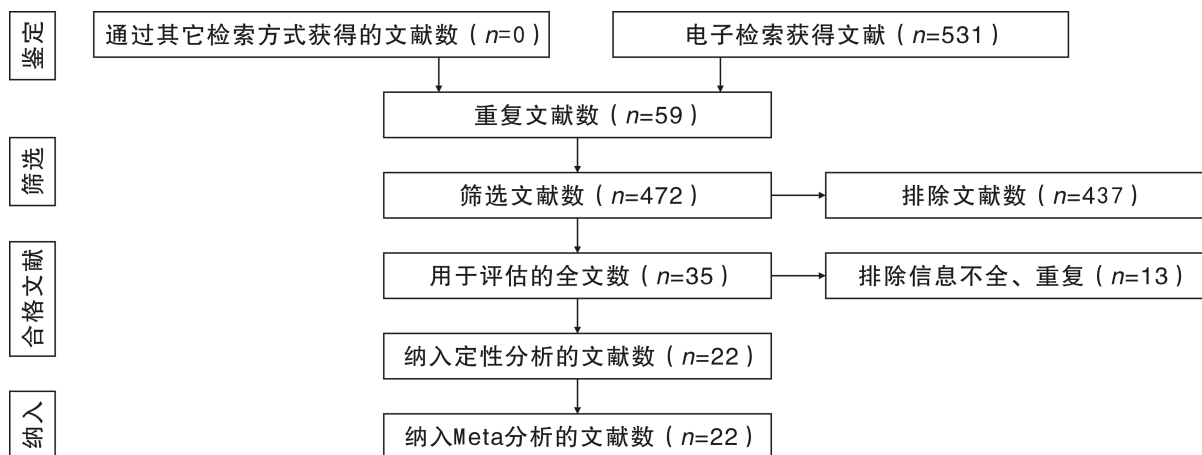 鉴定
通过其它检索方式获得的文献数（n=0）
电子检索获得文献（n=531）
重复文献数（n=59）
筛选
筛选文献数（n=472）
排除文献数（n=437）
合格文献
用于评估的全文数（n=35）
排除信息不全、重复（n=13）
纳入定性分析的文献数（n=22）
纳入
纳入Meta分析的文献数（n=22）